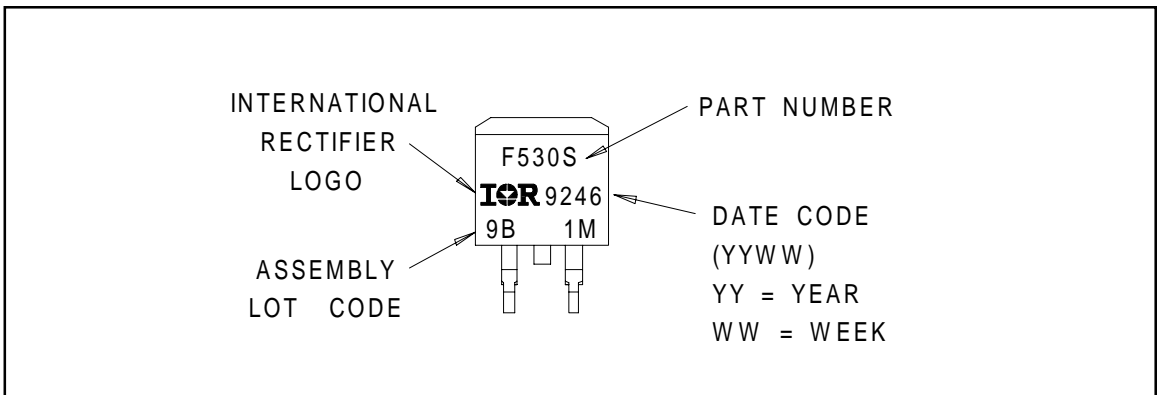 INTERNATIONAL
RECTIFIER
LOGO
ASSEMBLY
LOT CODE
F530S
IOR 9246
9B 1M
PART NUMBER
DATE CODE
(YYWW)
YY = YEAR
WW = WEEK